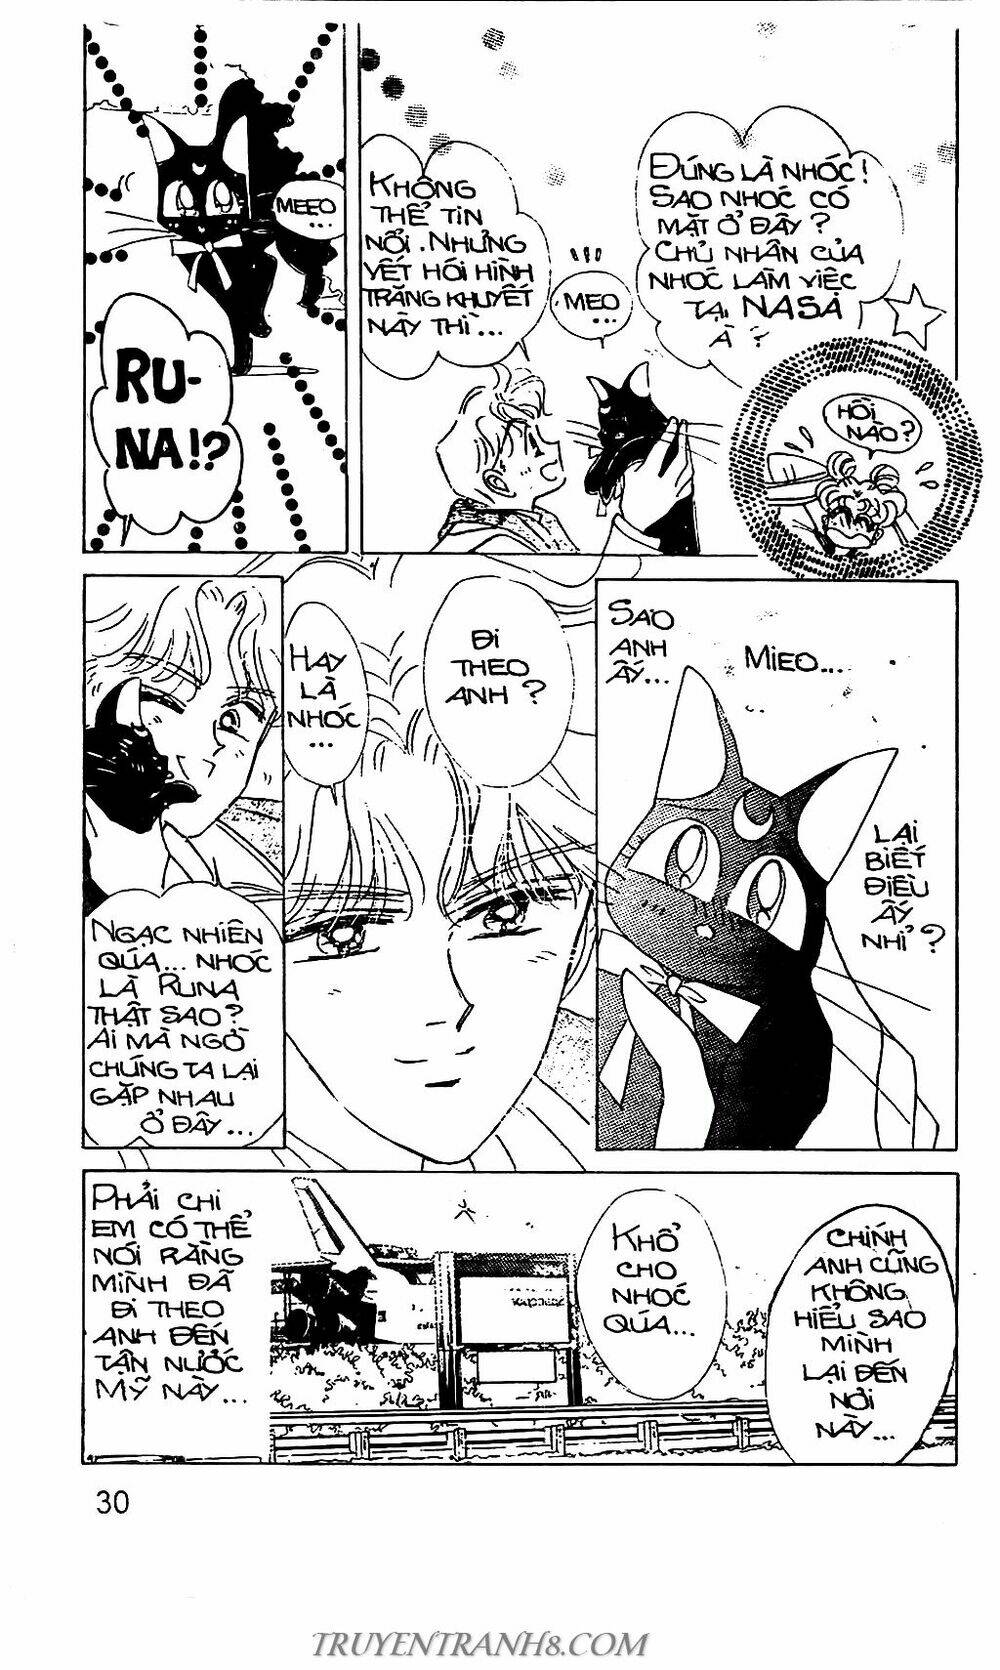 MEEO
...
RU-
NA!?
KHÔNG
THỂ TIN
NỔI. NHƯNG
VẾT HÓI HÌNH
TRĂNG KHUYẾT
NÀY THÌ...
MEO
...
ĐÚNG LÀ NHÓC!
SAO NHÓC CÓ
MẶT Ở ĐÂY?
CHỦ NHÂN CỦA
NHÓC LÀM VIỆC
TẠI NASA
À?
HỒI
NÀO?
NGẠC NHIÊN
QÚA... NHÓC
LÀ RUNA
THẬT SAO?
AI MÀ NGỜ
CHÚNG TA LẠI
GẶP NHAU
Ở ĐÂY...
HAY
LÀ
NHÓC
...
ĐI
THEO
ANH?
SAO
ANH
ẤY...
MIEO...
LẠI
BIẾT
ĐIỀU
ẤY
NHỈ?
PHẢI CHI
EM CÓ THỂ
NÓI RẰNG
MÌNH ĐÃ
ĐI THEO
ANH ĐẾN
TẬN NƯỚC
MỸ NÀY...
KHỔ
CHO
NHÓC
QÚA...
CHÍNH
ANH CŨNG
KHÔNG
HIỂU SAO
MÌNH
LẠI ĐẾN
NƠI
NÀY...
30
TRUYENTRANH8.COM